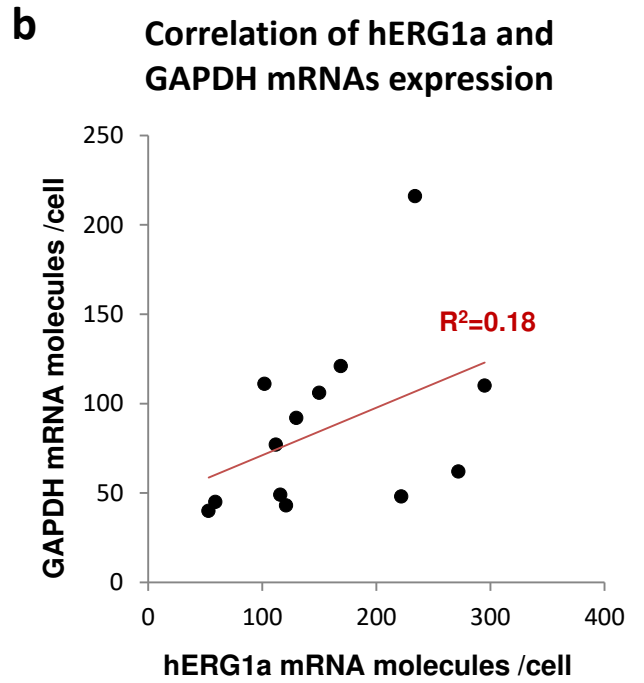 b
Correlation of hERG1a and
GAPDH mRNAs expression
250
200
150
100
50
0
GAPDH mRNA molecules /cell
R²=0.18
0 100 200 300 400
hERG1a mRNA molecules /cell